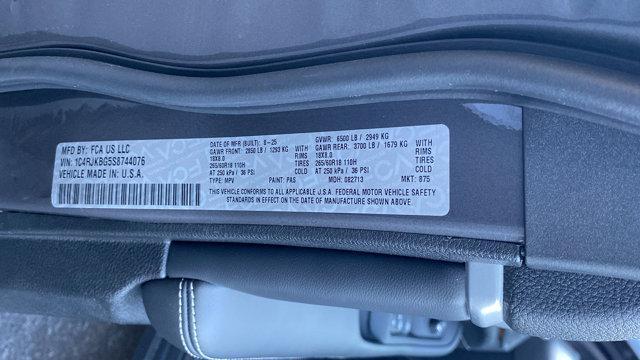 MFD BY: FCA US LLC
VIN: 1C4RJKBG5S8744076
VEHICLE MADE IN: U.S.A.
DATE OF MFR (BUILT): 8-25 GVWR: 6500 LB / 2949 KG
GAWR FRONT: 2850 LB / 1293 KG WITH GAWR REAR: 3700 LB / 1679 KG WITH
18X8.0 RIMS 18X8.0 RIMS
265/60R18 110H TIRES 265/60R18 110H TIRES
AT 250 kPa / 36 PSI AT 250 kPa / 36 PSI
TYPE: MPV PAINT: PAS MDH: 082713 MKT: 875
THIS VEHICLE CONFORMS TO ALL APPLICABLE U.S.A. FEDERAL MOTOR VEHICLE SAFETY
STANDARDS IN EFFECT ON THE DATE OF MANUFACTURE SHOWN ABOVE.